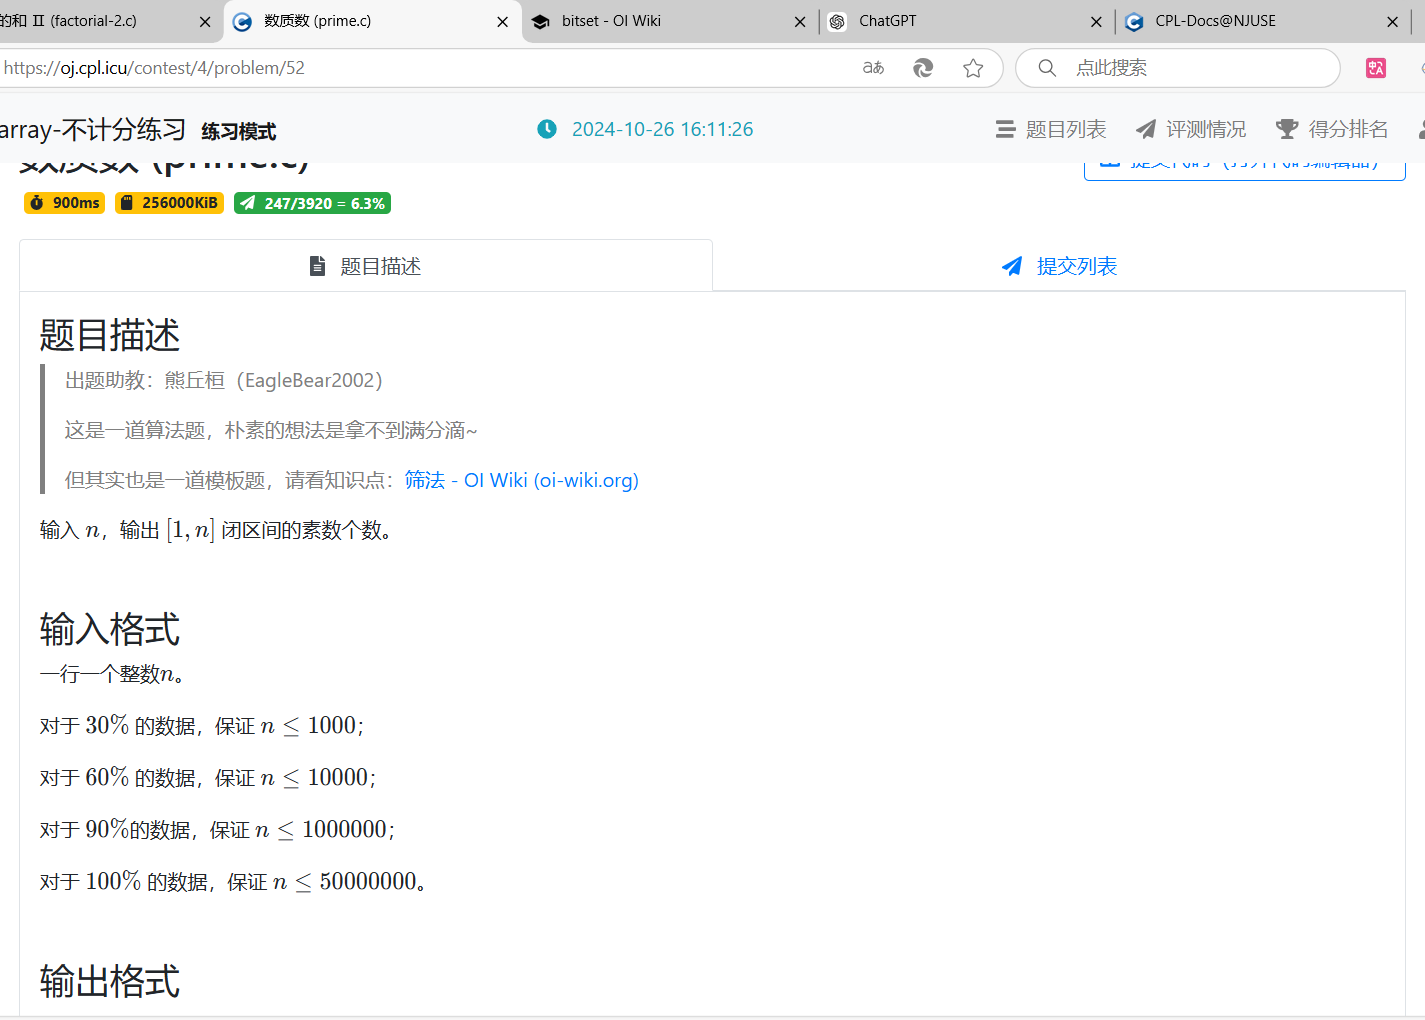 的和 II (factorial-2.c)
数质数 (prime.c)
bitset - OI Wiki
ChatGPT
CPL-Docs@NJUSE
https://oj.cpl.icu/contest/4/problem/52
aあ
点此搜索
array-不计分练习 练习模式
2024-10-26 16:11:26
题目列表
评测情况
得分排名
数质数 (prime.c)
900ms
256000KiB
247/3920 = 6.3%
题目描述
提交列表
题目描述
出题助教：熊丘桓（EagleBear2002）
这是一道算法题，朴素的想法是拿不到满分滴~
但其实也是一道模板题，请看知识点：筛法 - OI Wiki (oi-wiki.org)
输入 n，输出 [1, n] 闭区间的素数个数。
输入格式
一行一个整数n。
对于 30% 的数据，保证 n ≤ 1000；
对于 60% 的数据，保证 n ≤ 10000；
对于 90%的数据，保证 n ≤ 1000000；
对于 100% 的数据，保证 n ≤ 50000000。
输出格式